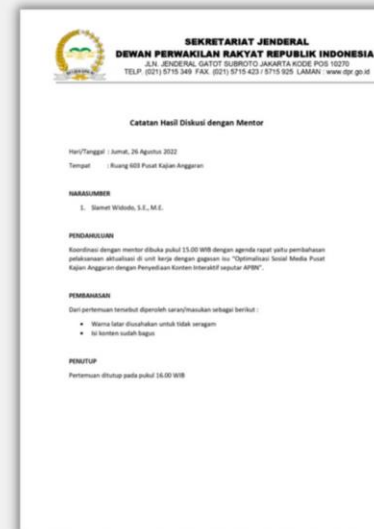 SEKRETARIAT JENDERAL
DEWAN PERWAKILAN RAKYAT REPUBLIK INDONESIA
JLN. JENDERAL GATOT SUBROTO JAKARTA KODE POS 10270
TELP. (021) 5715 349 FAX. (021) 5715 423 / 5715 925 LAMAN : www.dpr.go.id
Catatan Hasil Diskusi dengan Mentor
Hari/Tanggal : Jumat, 26 Agustus 2022
Tempat : Ruang 603 Pusat Kajian Anggaran
NARASUMBER
1. Slamet Widodo, S.E., M.E.
PENDAHULUAN
Koordinasi dengan mentor dibuka pukul 15.00 WIB dengan agenda rapat yaitu pembahasan
pelaksanaan aktualisasi di unit kerja dengan gagasan isu "Optimalisasi Sosial Media Pusat
Kajian Anggaran dengan Penyediaan Konten Interaktif seputar APBN".
PEMBAHASAN
Dari pertemuan tersebut diperoleh saran/masukan sebagai berikut :
• Warna latar diusahakan untuk tidak seragam
• Isi konten sudah bagus
PENUTUP
Pertemuan ditutup pada pukul 16.00 WIB